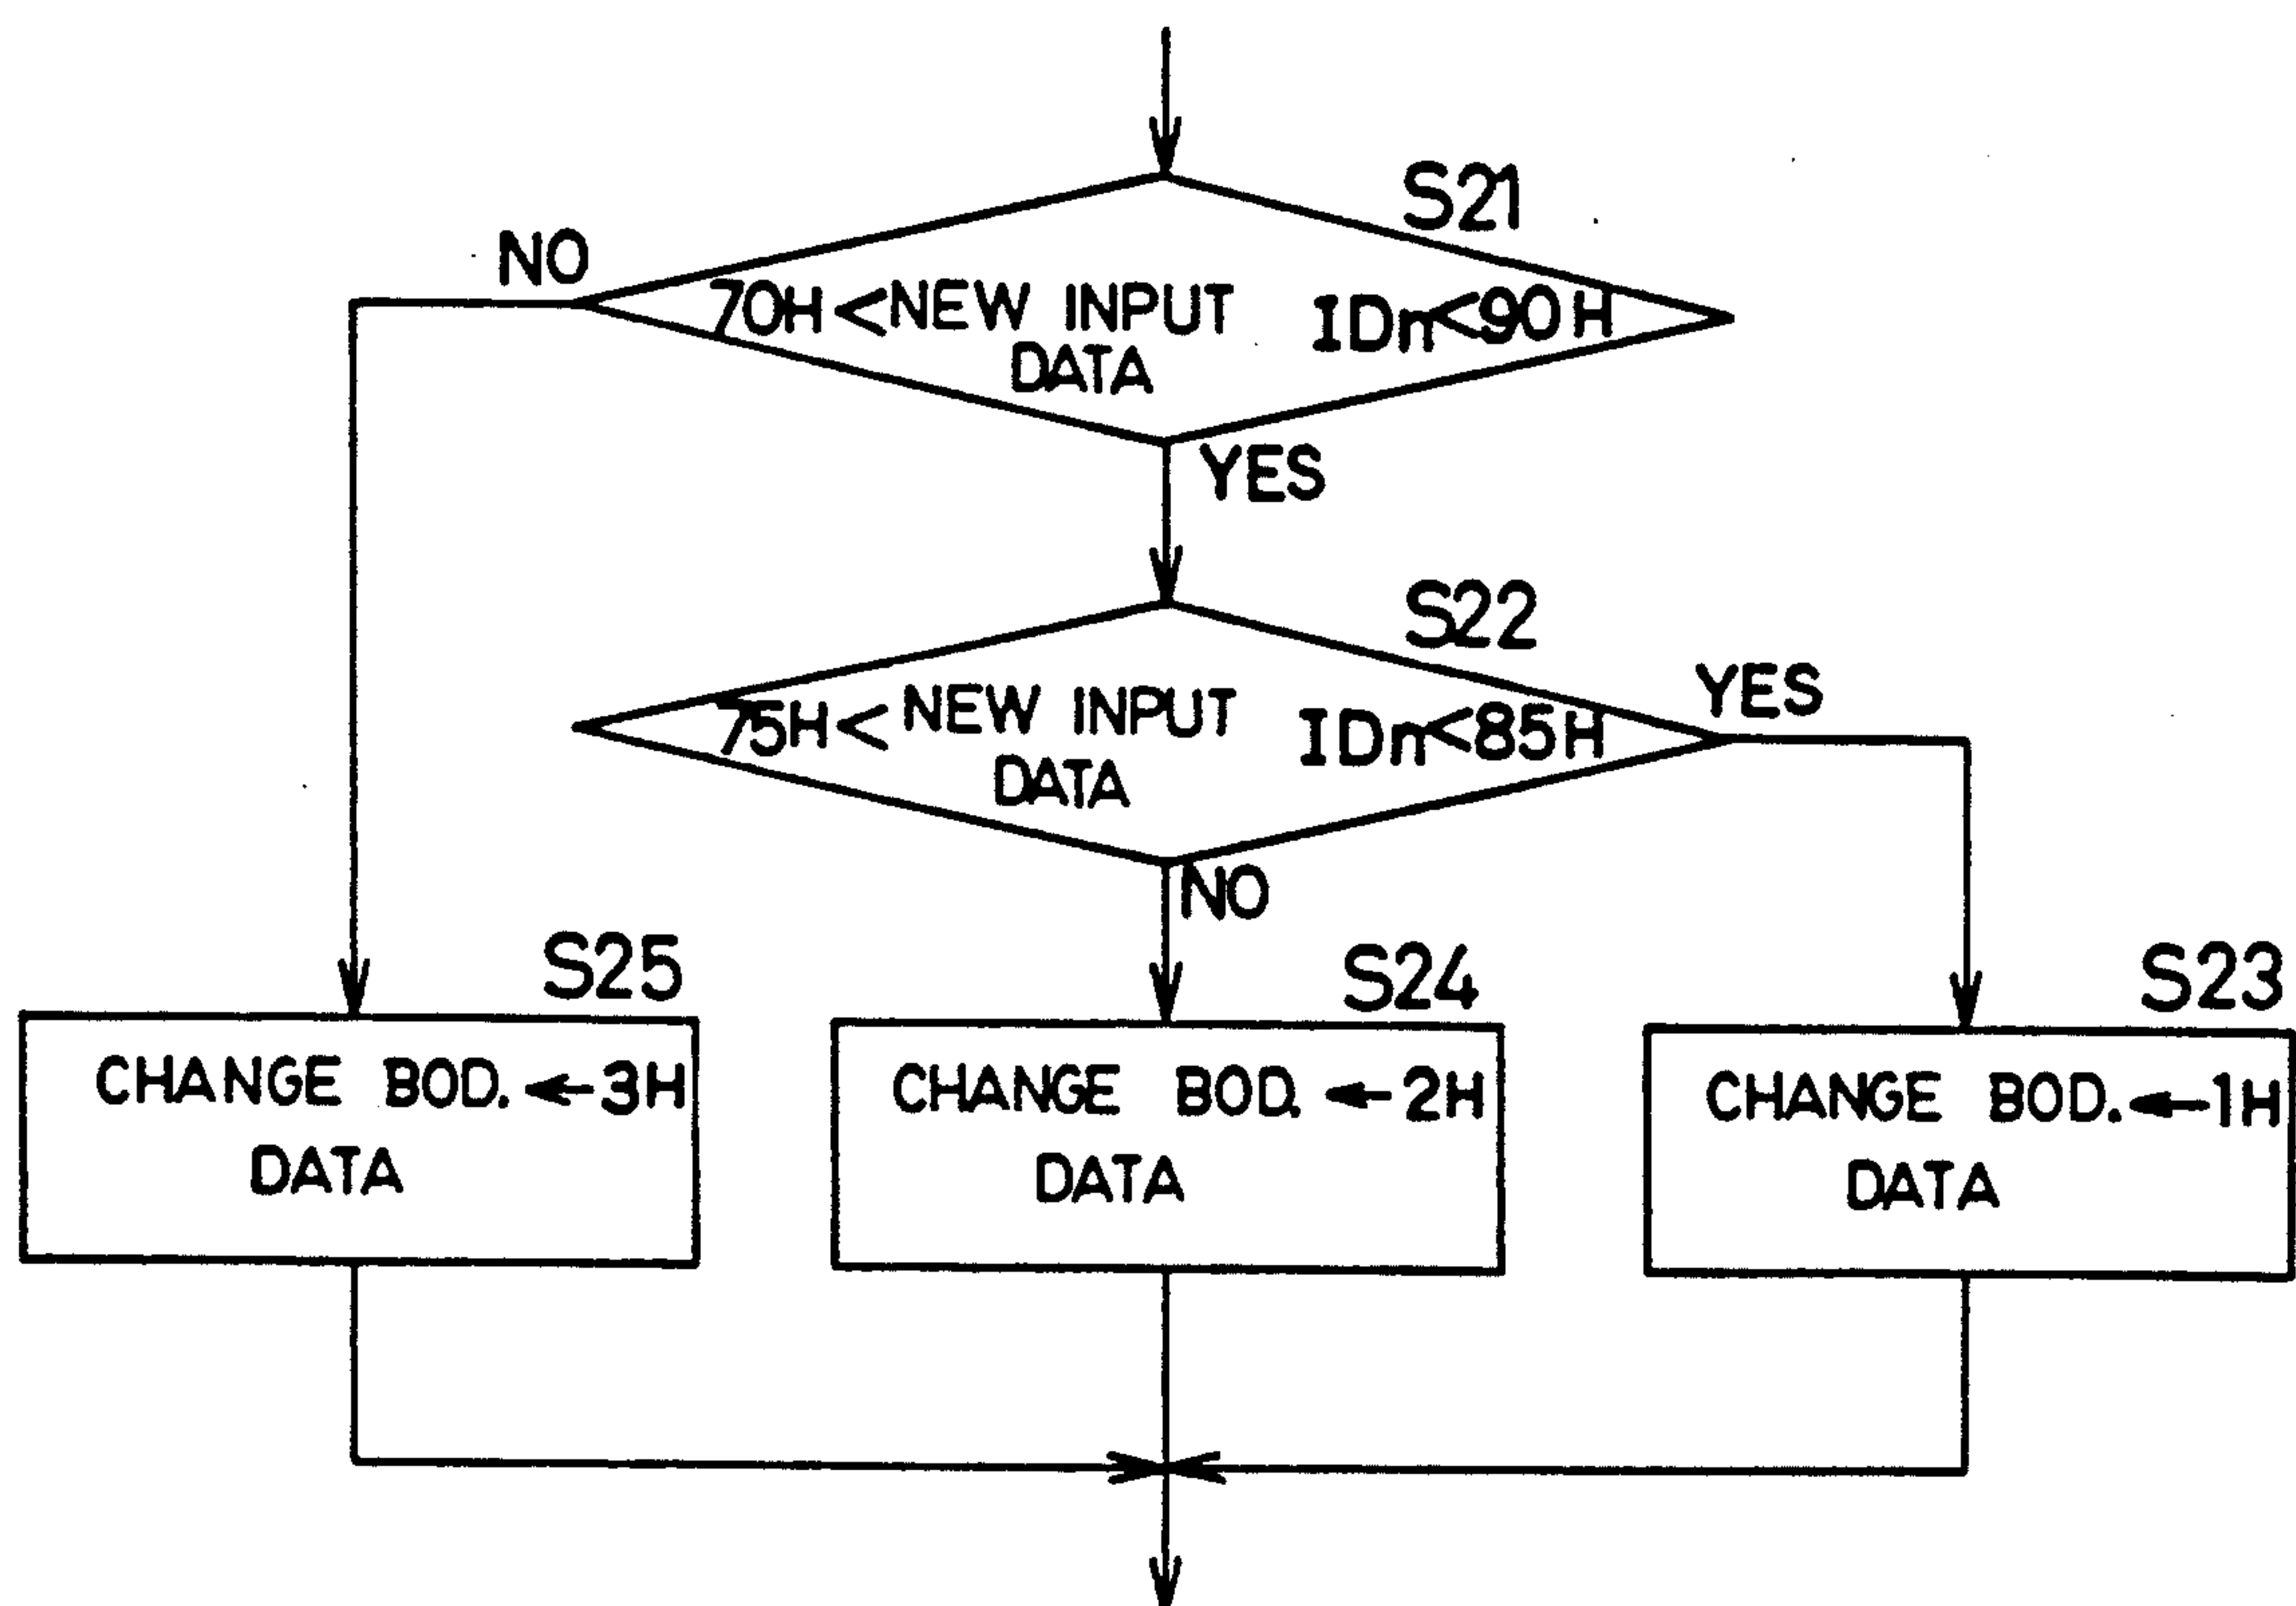 S21
NO
70H < NEW INPUT IDn < 90H
DATA
YES
S22
YES
75H < NEW INPUT IDn < 85H
DATA
NO
S25
CHANGE BOD. ← 3H
DATA
S24
CHANGE BOD. ← 2H
DATA
S23
CHANGE BOD. ← 1H
DATA